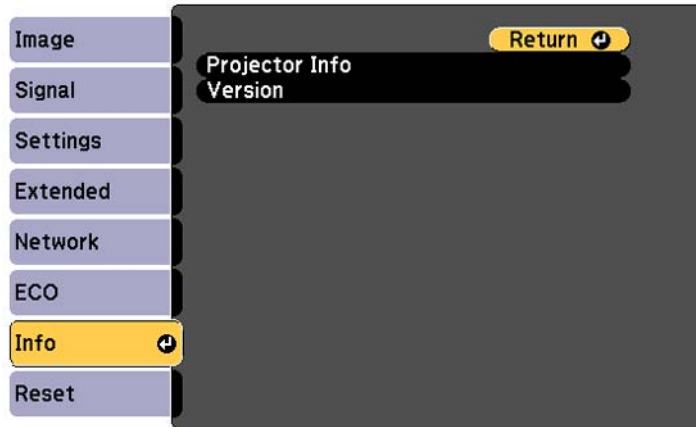 Image
Signal
Settings
Extended
Network
ECO
Info
Reset
Return
Projector Info
Version